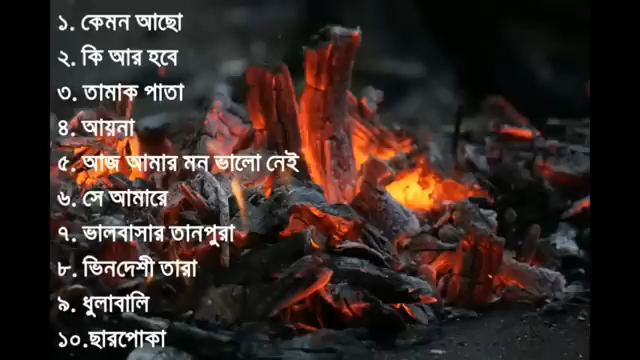 ১. কেমন আছো
২. কি আর হবে
৩. তামাক পাতা
৪. আয়না
৫. আজ আমার মন ভালো নেই
৬. সে আমারে
৭. ভালবাসার তানপুরা
৮. ভিনদেশী তারা
৯. ধুলাবালি
১০.ছারপোকা